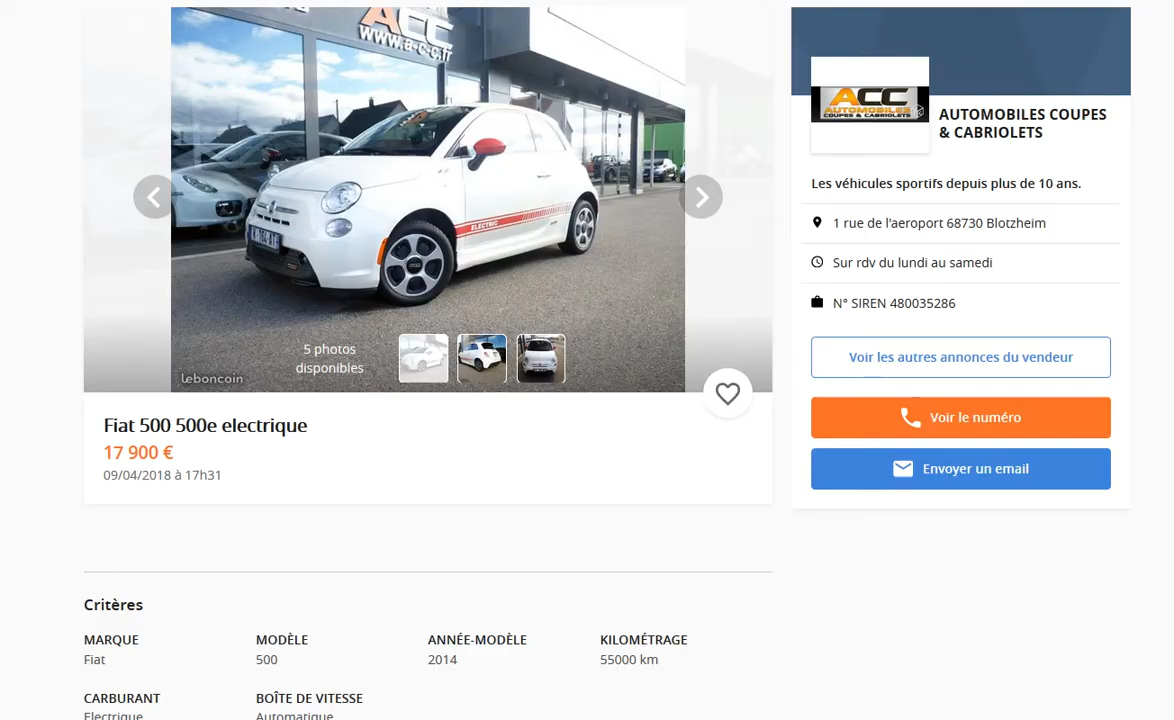 ACC
www.a-c-c.fr
ELECTRIC
5 photos
disponibles
leboncoin
Fiat 500 500e electrique
17 900 €
09/04/2018 à 17h31
ACC
AUTOMOBILES
COUPES & CABRIOLETS
AUTOMOBILES COUPES
& CABRIOLETS
Les véhicules sportifs depuis plus de 10 ans.
1 rue de l'aeroport 68730 Blotzheim
Sur rdv du lundi au samedi
N° SIREN 480035286
Voir les autres annonces du vendeur
Voir le numéro
Envoyer un email
Critères
MARQUE
Fiat
MODÈLE
500
ANNÉE-MODÈLE
2014
KILOMÉTRAGE
55000 km
CARBURANT
Electrique
BOÎTE DE VITESSE
Automatique